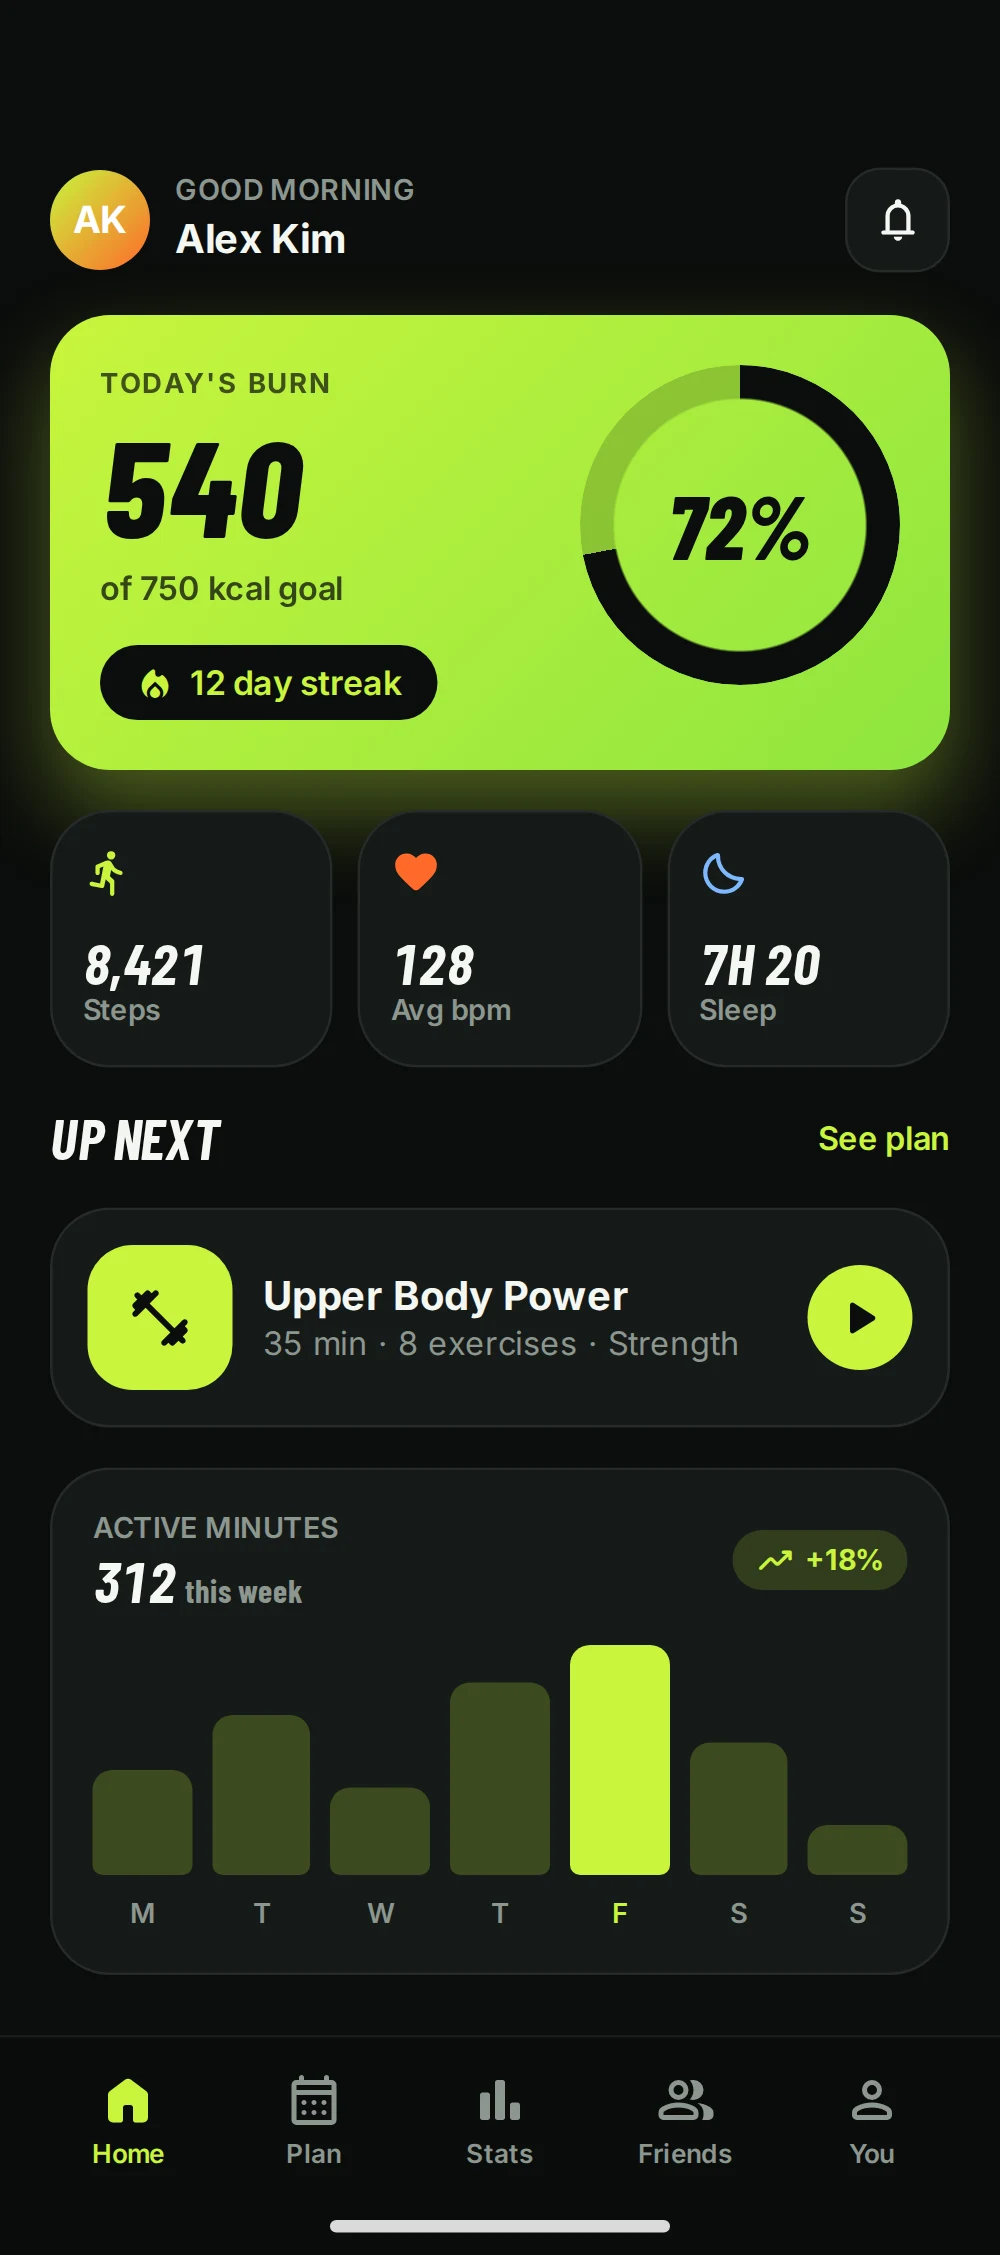 AK
GOOD MORNING
Alex Kim
TODAY'S BURN
540
of 750 kcal goal
12 day streak
72%
8,421
Steps
128
Avg bpm
7H 20
Sleep
UP NEXT
See plan
Upper Body Power
35 min · 8 exercises · Strength
ACTIVE MINUTES
312 this week
+18%
M T W T F S S
Home Plan Stats Friends You